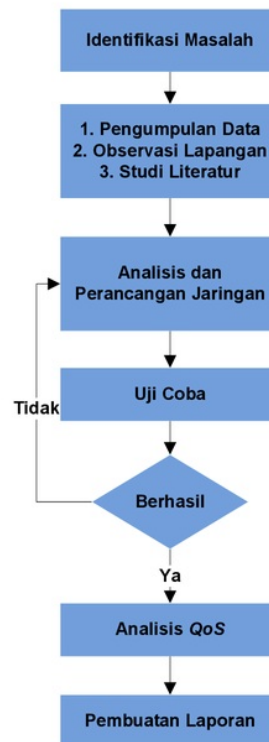 Identifikasi Masalah
1. Pengumpulan Data
2. Observasi Lapangan
3. Studi Literatur
Analisis dan
Perancangan Jaringan
Uji Coba
Tidak
Berhasil
Ya
Analisis QoS
Pembuatan Laporan